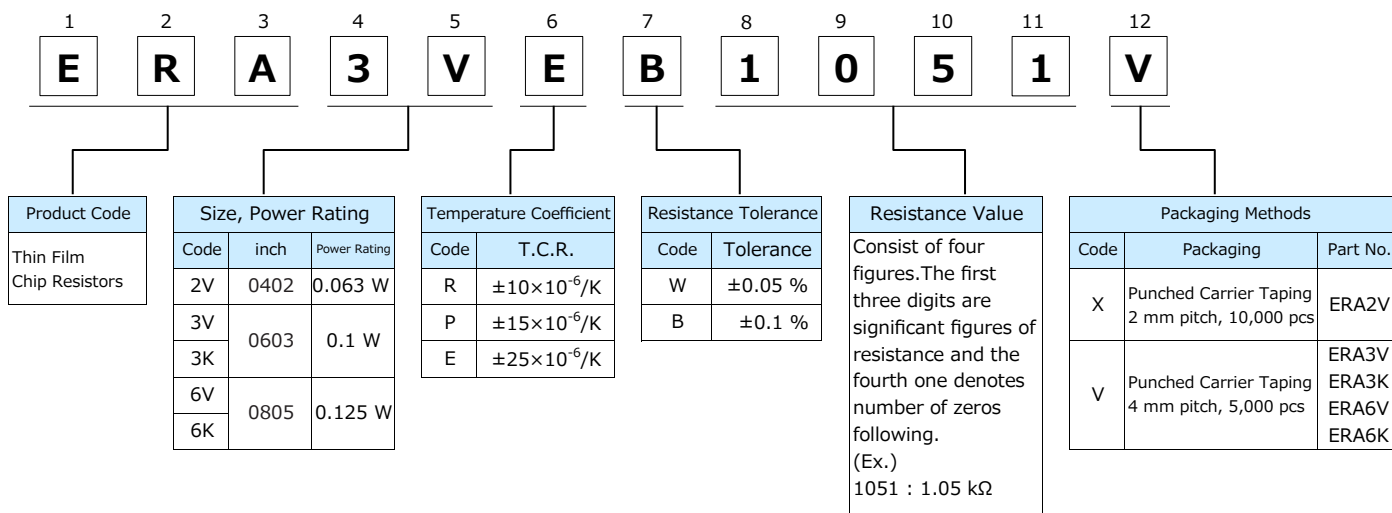 1 2 3 4 5 6 7 8 9 10 11 12
E R A 3 V E B 1 0 5 1 V
Product Code
Thin Film
Chip Resistors
Size, Power Rating
Code inch Power Rating
2V 0402 0.063 W
3V 0603 0.1 W
3K
6V 0805 0.125 W
6K
Temperature Coefficient
Code T.C.R.
R ±10×10⁻⁶/K
P ±15×10⁻⁶/K
E ±25×10⁻⁶/K
Resistance Tolerance
Code Tolerance
W ±0.05 %
B ±0.1 %
Resistance Value
Consist of four
figures.The first
three digits are
significant figures of
resistance and the
fourth one denotes
number of zeros
following.
(Ex.)
1051 : 1.05 kΩ
Packaging Methods
Code Packaging Part No.
X Punched Carrier Taping
2 mm pitch, 10,000 pcs ERA2V
V Punched Carrier Taping
4 mm pitch, 5,000 pcs
ERA3V
ERA3K
ERA6V
ERA6K